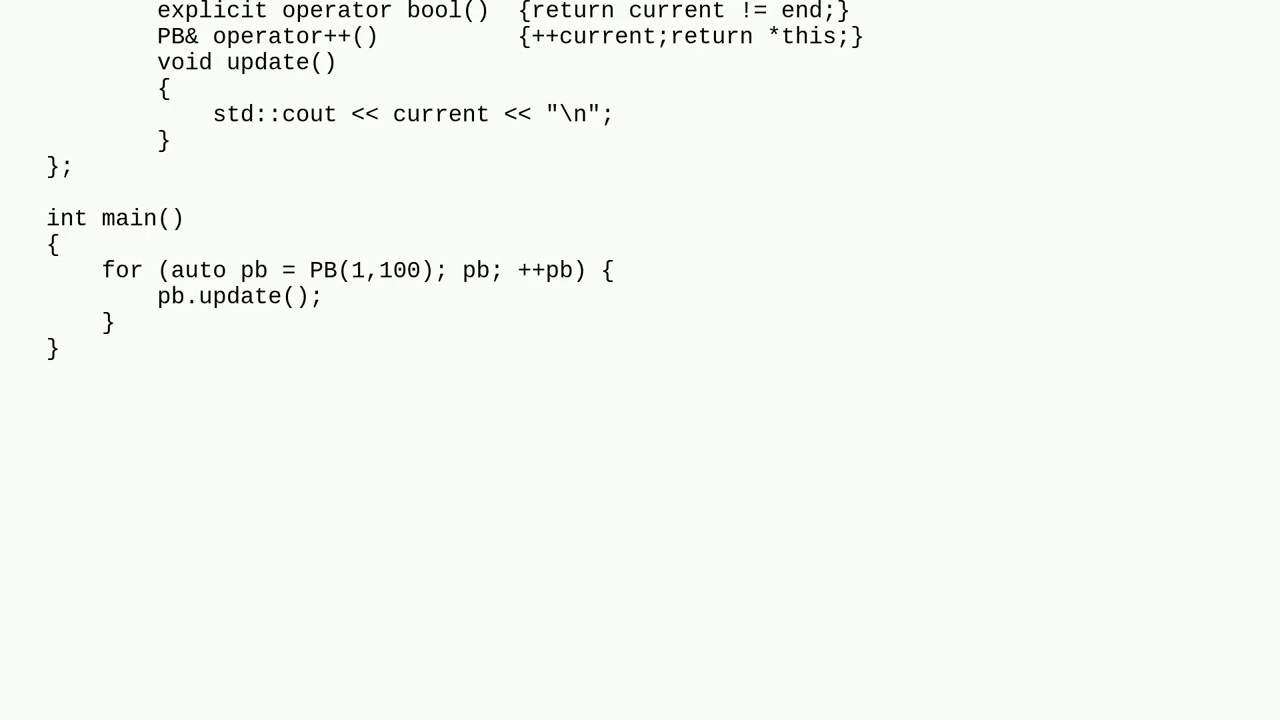 explicit operator bool()  {return current != end;}
        PB& operator++()          {++current;return *this;}
        void update()
        {
            std::cout << current << "\n";
        }
};

int main()
{
    for (auto pb = PB(1,100); pb; ++pb) {
        pb.update();
    }
}